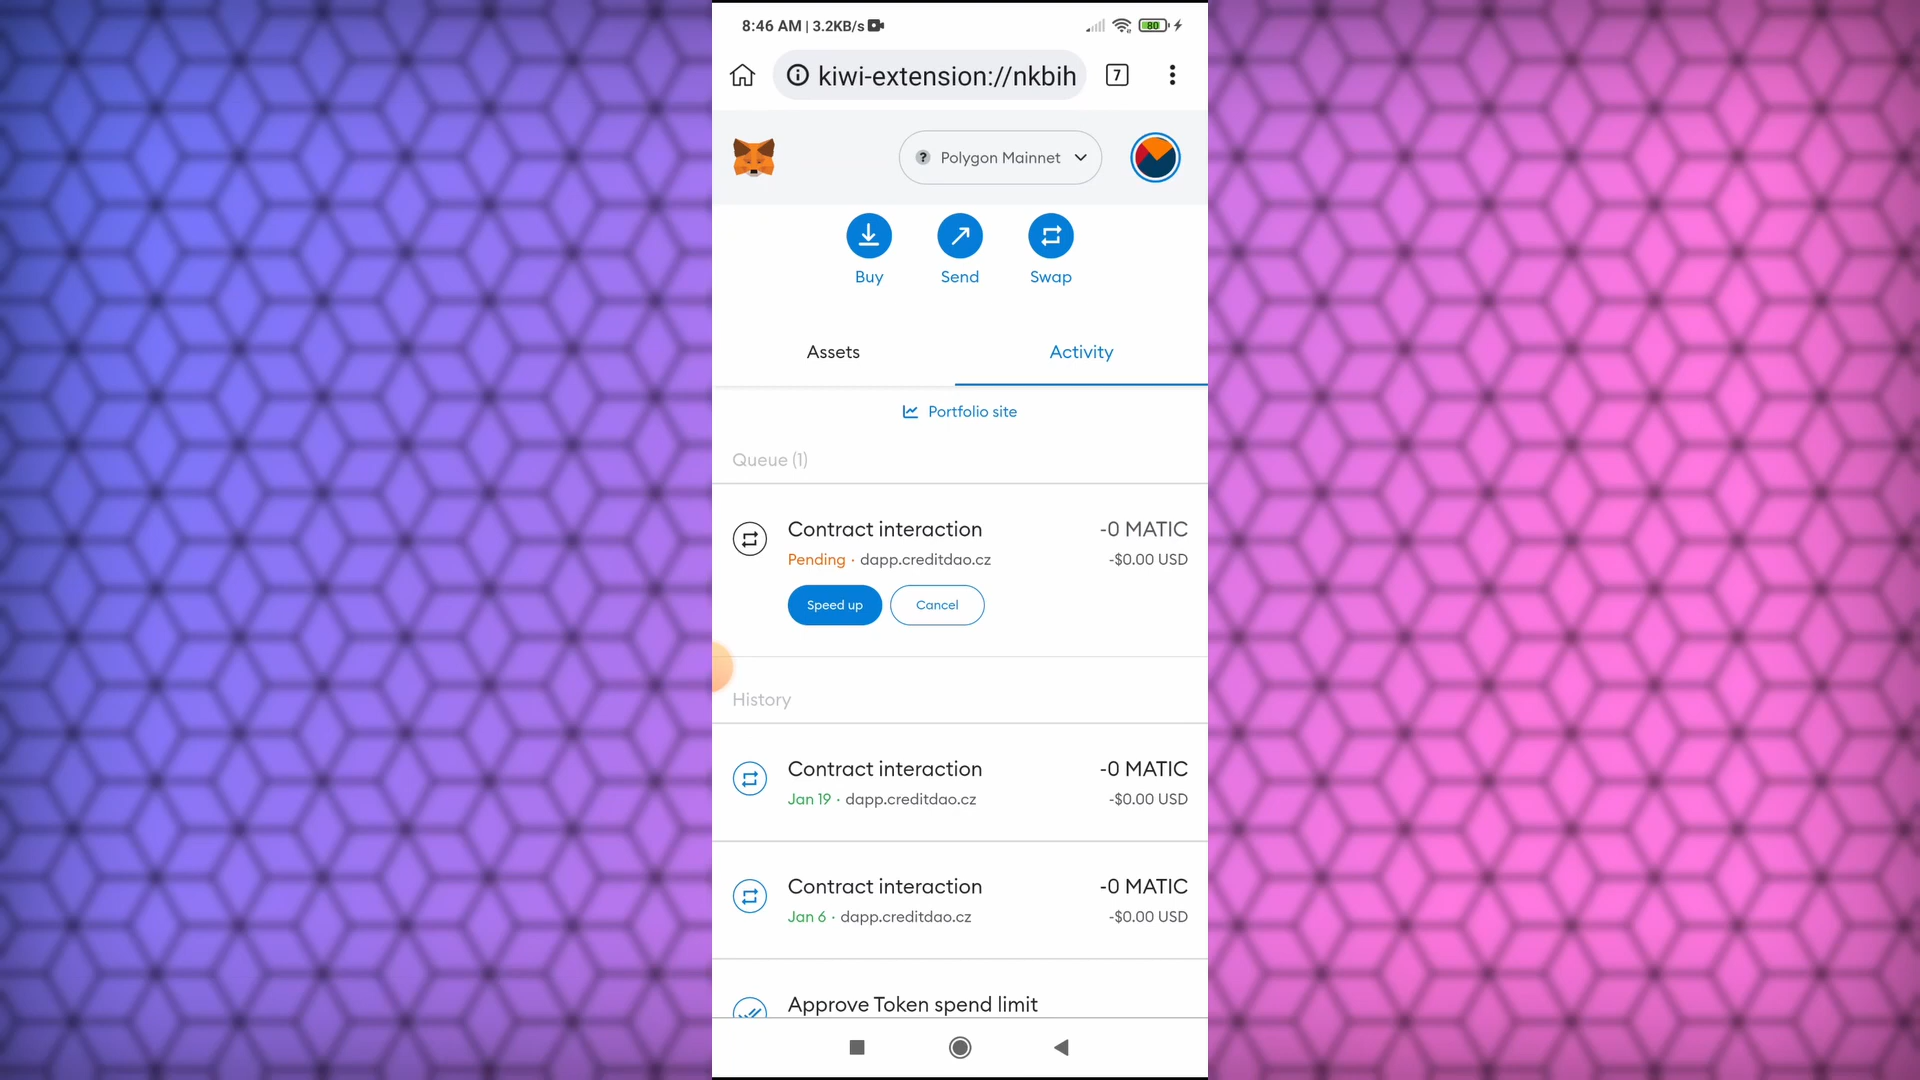 8:46 AM | 3.2KB/s
80
kiwi-extension://nkbih
7
? Polygon Mainnet
Buy
Send
Swap
Assets
Activity
Portfolio site
Queue (1)
Contract interaction
-0 MATIC
Pending · dapp.creditdao.cz
-$0.00 USD
Speed up
Cancel
History
Contract interaction
-0 MATIC
Jan 19 · dapp.creditdao.cz
-$0.00 USD
Contract interaction
-0 MATIC
Jan 6 · dapp.creditdao.cz
-$0.00 USD
Approve Token spend limit